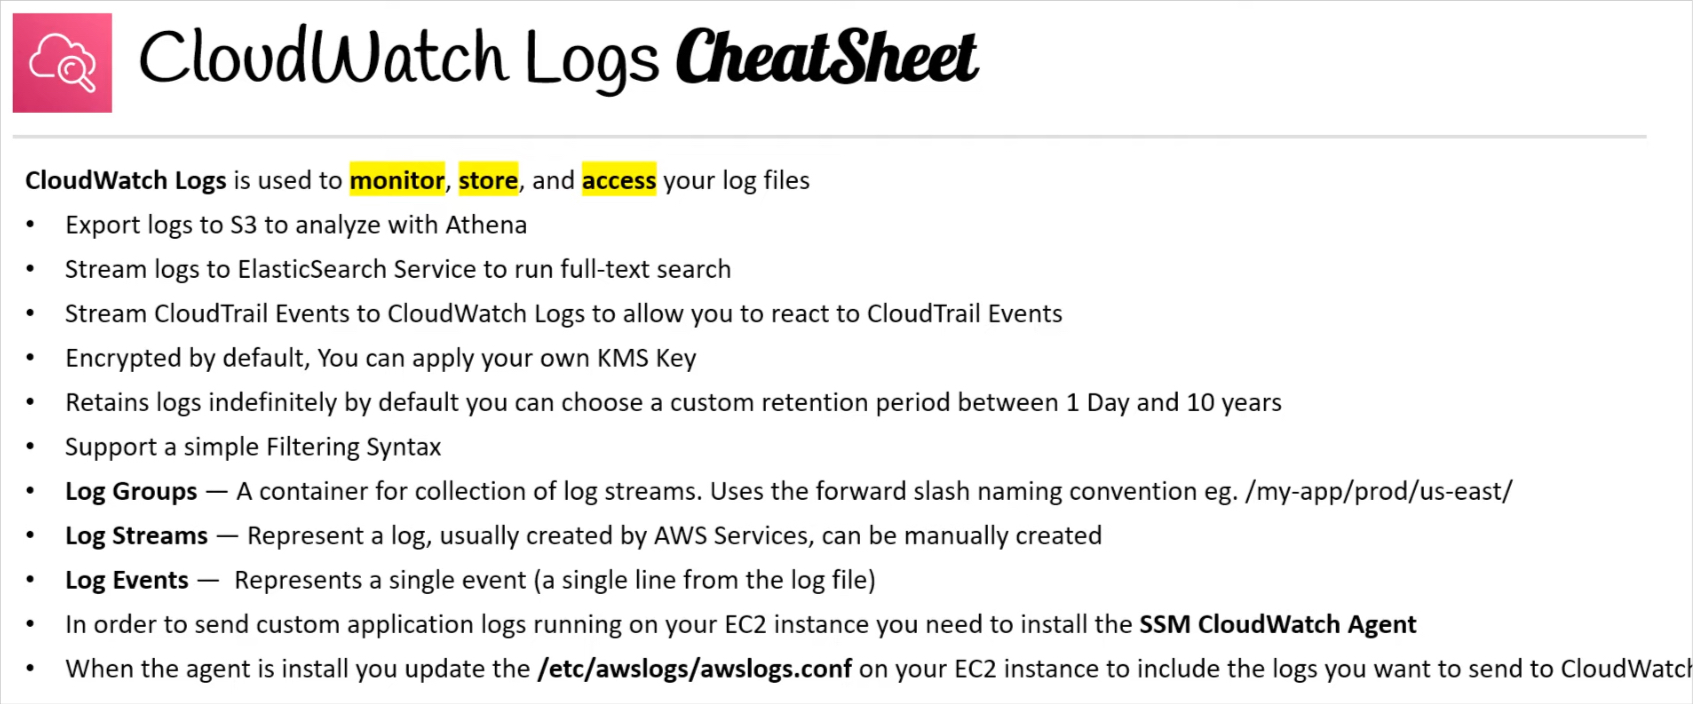 CloudWatch Logs CheatSheet
CloudWatch Logs is used to monitor, store, and access your log files
• Export logs to S3 to analyze with Athena
• Stream logs to ElasticSearch Service to run full-text search
• Stream CloudTrail Events to CloudWatch Logs to allow you to react to CloudTrail Events
• Encrypted by default, You can apply your own KMS Key
• Retains logs indefinitely by default you can choose a custom retention period between 1 Day and 10 years
• Support a simple Filtering Syntax
• Log Groups — A container for collection of log streams. Uses the forward slash naming convention eg. /my-app/prod/us-east/
• Log Streams — Represent a log, usually created by AWS Services, can be manually created
• Log Events — Represents a single event (a single line from the log file)
• In order to send custom application logs running on your EC2 instance you need to install the SSM CloudWatch Agent
• When the agent is install you update the /etc/awslogs/awslogs.conf on your EC2 instance to include the logs you want to send to CloudWatch